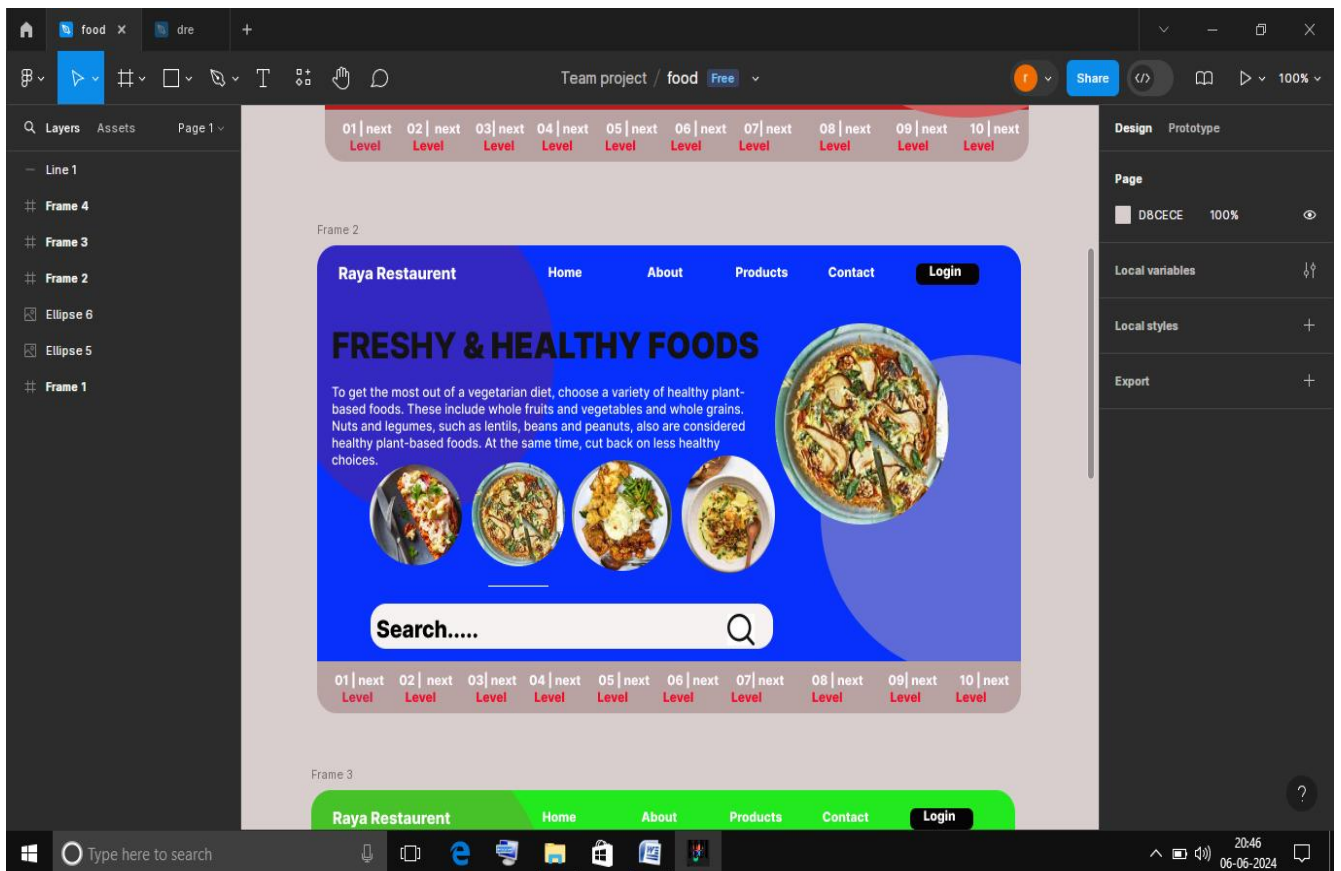 food
dre
Team project / food Free
r
Share
100%
Layers Assets Page 1
Line 1
Frame 4
Frame 3
Frame 2
Ellipse 6
Ellipse 5
Frame 1
01 | next 02 | next 03| next 04 | next 05 | next 06 | next 07| next 08 | next 09 | next 10 | next
Level Level Level Level Level Level Level Level Level Level
Frame 2
Raya Restaurent Home About Products Contact Login
FRESHY & HEALTHY FOODS
To get the most out of a vegetarian diet, choose a variety of healthy plant-
based foods. These include whole fruits and vegetables and whole grains.
Nuts and legumes, such as lentils, beans and peanuts, also are considered
healthy plant-based foods. At the same time, cut back on less healthy
choices.
Search.....
01 | next 02 | next 03| next 04 | next 05 | next 06 | next 07| next 08 | next 09| next 10 | next
Level Level Level Level Level Level Level Level Level Level
Frame 3
Raya Restaurent Home About Products Contact Login
Design Prototype
Page
D8CECE 100%
Local variables
Local styles
Export
?
Type here to search
20:46
06-06-2024